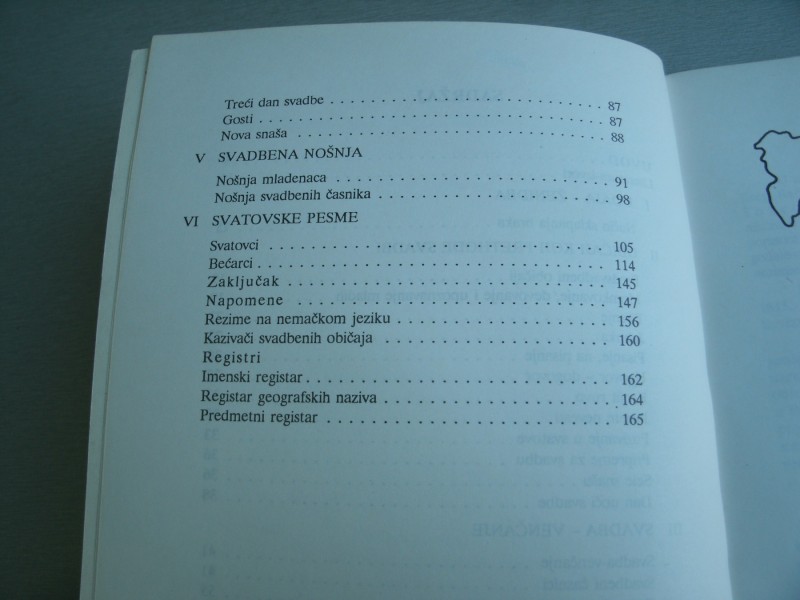 Treći dan svadbe . . . . . . . . . . . . . . . . . . . . . . . . . . . . 87
Gosti . . . . . . . . . . . . . . . . . . . . . . . . . . . . . . . . . . . 87
Nova snaša . . . . . . . . . . . . . . . . . . . . . . . . . . . . . . . 88
V SVADBENA NOŠNJA
Nošnja mladenaca . . . . . . . . . . . . . . . . . . . . . . . . . . . 91
Nošnja svadbenih časnika . . . . . . . . . . . . . . . . . . . . . . . 98
VI SVATOVSKE PESME
Svatovci . . . . . . . . . . . . . . . . . . . . . . . . . . . . . . . . 105
Bećarci . . . . . . . . . . . . . . . . . . . . . . . . . . . . . . . . . 114
Zaključak . . . . . . . . . . . . . . . . . . . . . . . . . . . . . . . 145
Napomene . . . . . . . . . . . . . . . . . . . . . . . . . . . . . . 147
Rezime na nemačkom jeziku . . . . . . . . . . . . . . . . . . . . 156
Kazivači svadbenih običaja . . . . . . . . . . . . . . . . . . . . . 160
Registri
Imenski registar . . . . . . . . . . . . . . . . . . . . . . . . . . . . 162
Registar geografskih naziva . . . . . . . . . . . . . . . . . . . . . 164
Predmetni registar . . . . . . . . . . . . . . . . . . . . . . . . . . 165